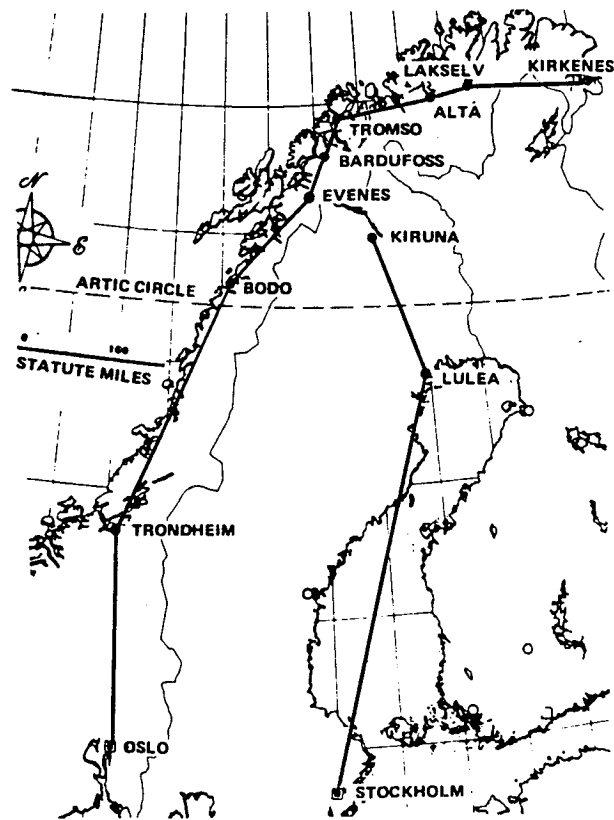 LAKSELV
KIRKENES
ALTA
TROMSO
BARDUFOSS
N
EVENES
E
KIRUNA
ARTIC CIRCLE
BODO
0
100
STATUTE MILES
LULEA
TRONDHEIM
OSLO
STOCKHOLM